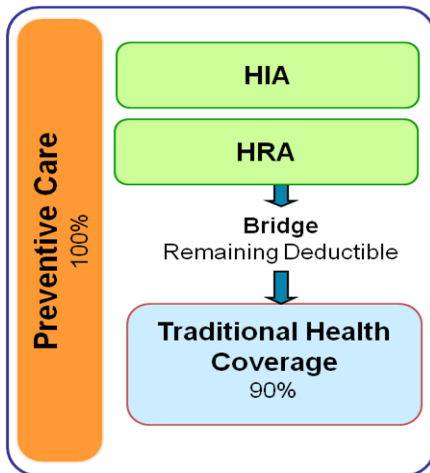 Preventive Care
100%
HIA
HRA
Bridge
Remaining Deductible
Traditional Health
Coverage
90%